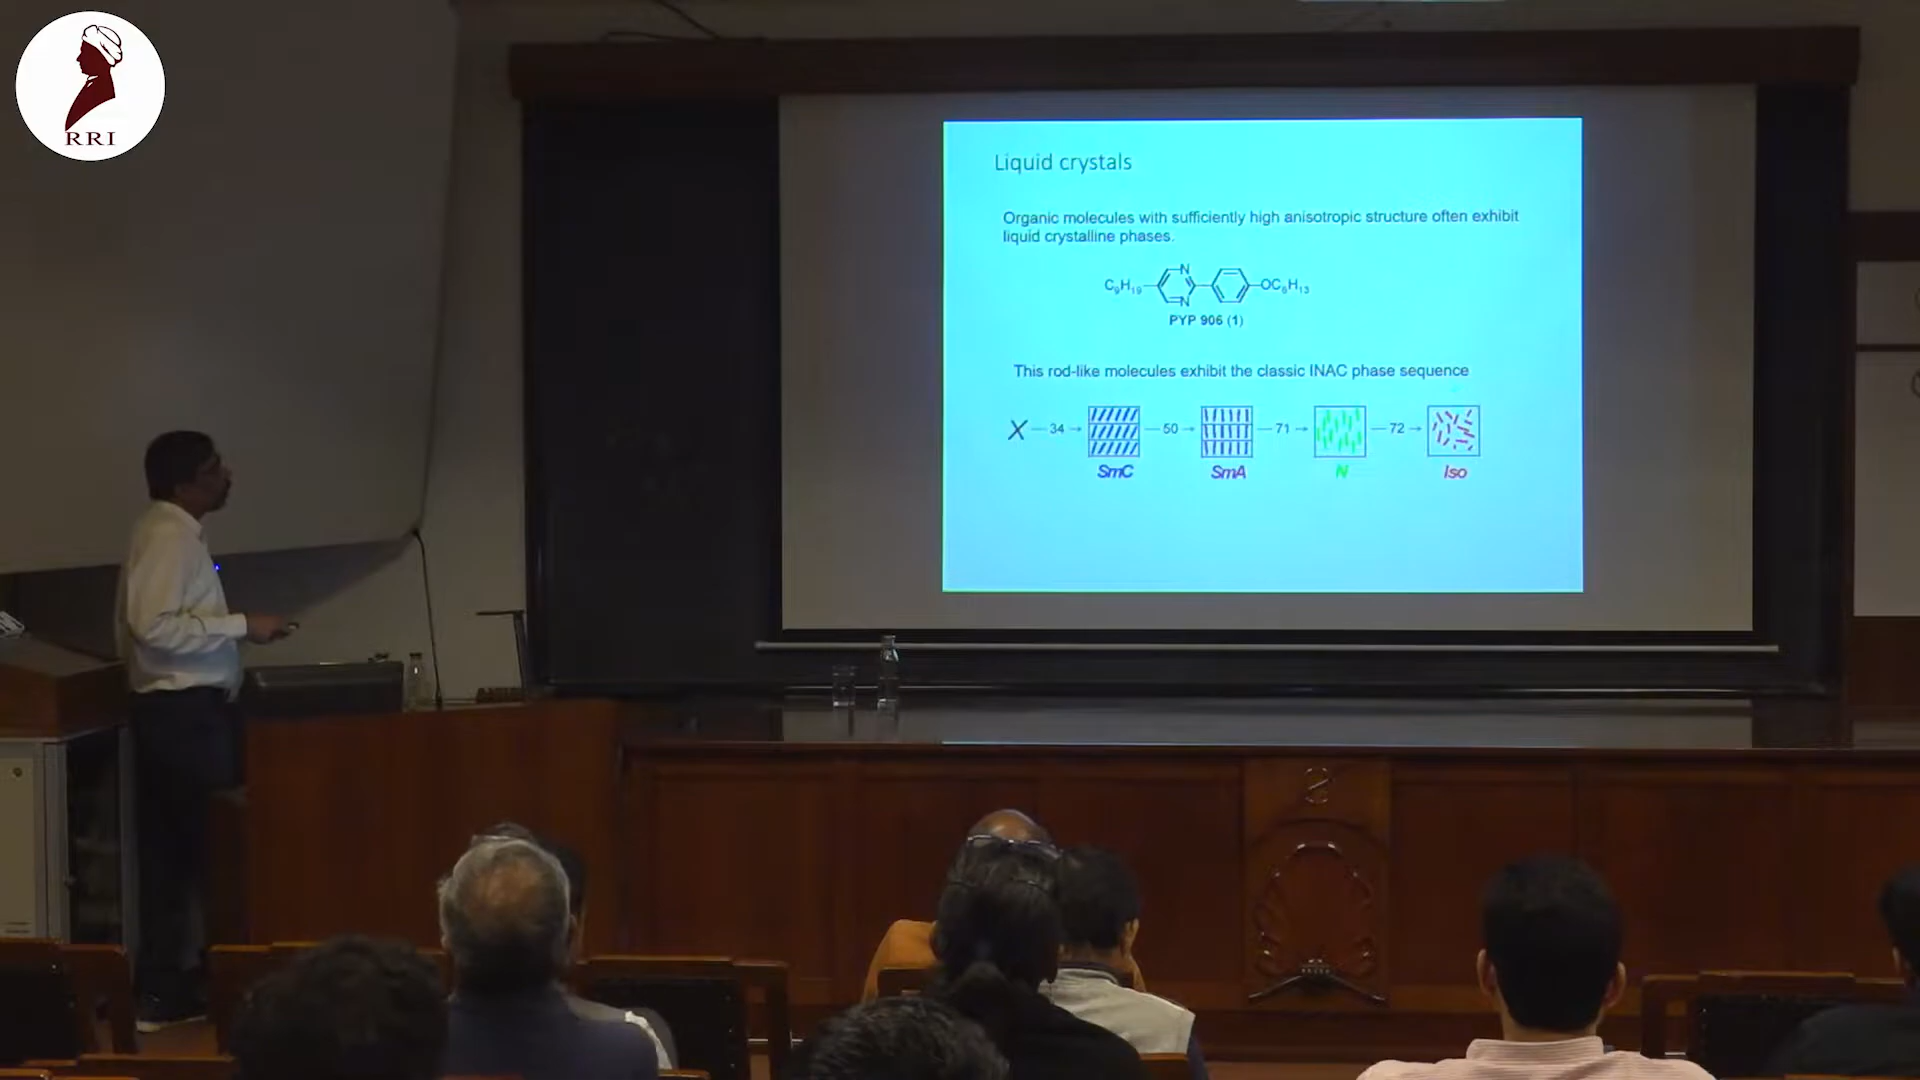 RRI
Liquid crystals
Organic molecules with sufficiently high anisotropic structure often exhibit
liquid crystalline phases.
C₉H₁₉ N N OC₆H₁₃
PYP 906 (1)
This rod-like molecules exhibit the classic INAC phase sequence
X — 34 → — 50 → — 71 → — 72 →
SmC SmA N Iso